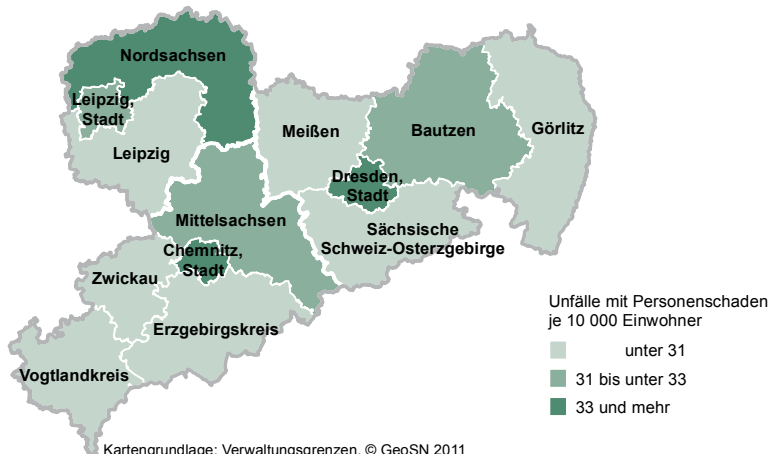 Nordsachsen
Leipzig,
Stadt
Leipzig
Meißen
Bautzen
Görlitz
Dresden,
Stadt
Mittelsachsen
Sächsische
Schweiz-Osterzgebirge
Chemnitz,
Stadt
Zwickau
Erzgebirgskreis
Vogtlandkreis
Unfälle mit Personenschaden
je 10 000 Einwohner
unter 31
31 bis unter 33
33 und mehr
Kartengrundlage: Verwaltungsgrenzen, © GeoSN 2011